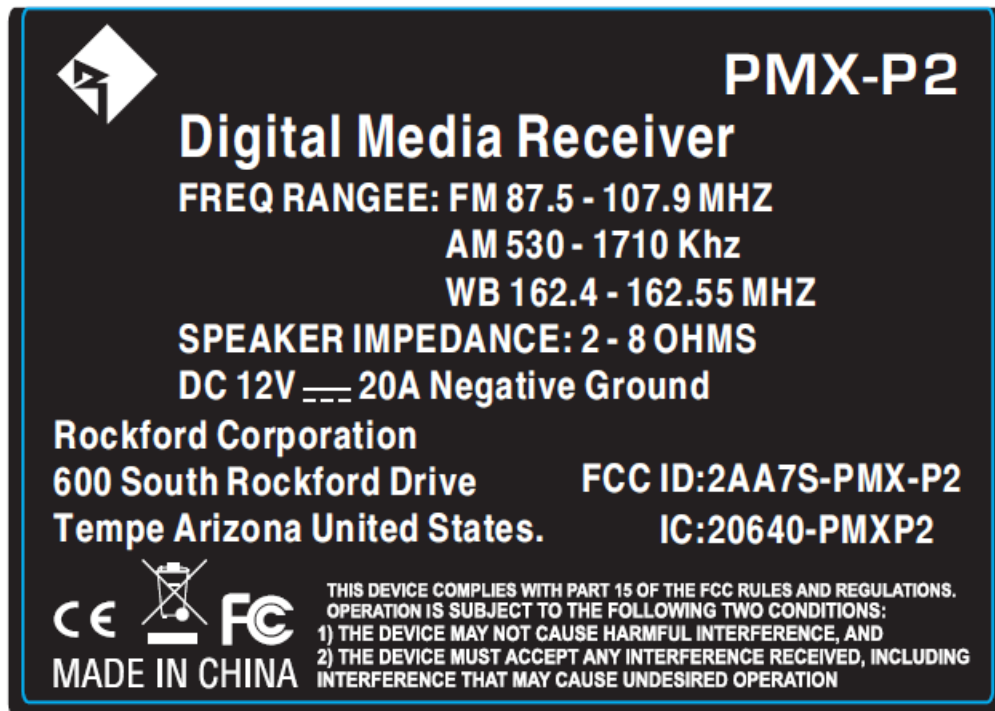 PMX-P2
Digital Media Receiver
FREQ RANGEE: FM 87.5 - 107.9 MHZ
AM 530 - 1710 Khz
WB 162.4 - 162.55 MHZ
SPEAKER IMPEDANCE: 2 - 8 OHMS
DC 12V ⎓ 20A Negative Ground
Rockford Corporation
600 South Rockford Drive
Tempe Arizona United States.
FCC ID:2AA7S-PMX-P2
IC:20640-PMXP2
CE FC
MADE IN CHINA
THIS DEVICE COMPLIES WITH PART 15 OF THE FCC RULES AND REGULATIONS.
OPERATION IS SUBJECT TO THE FOLLOWING TWO CONDITIONS:
1) THE DEVICE MAY NOT CAUSE HARMFUL INTERFERENCE, AND
2) THE DEVICE MUST ACCEPT ANY INTERFERENCE RECEIVED, INCLUDING
INTERFERENCE THAT MAY CAUSE UNDESIRED OPERATION